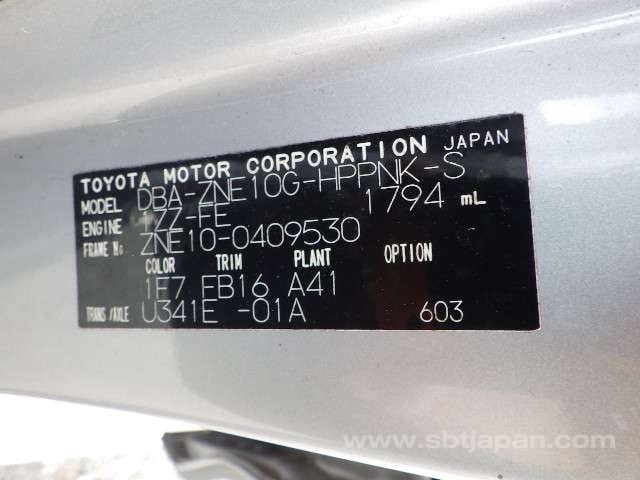 TOYOTA MOTOR CORPORATION JAPAN
MODEL DBA-ZNE10G-HPPNK-S
ENGINE 1ZZ-FE 1794 mL
FRAME No. ZNE10-0409530
COLOR TRIM PLANT OPTION
1F7 FB16 A41
TRANS/AXLE U341E -01A 603
www.sbtjapan.com